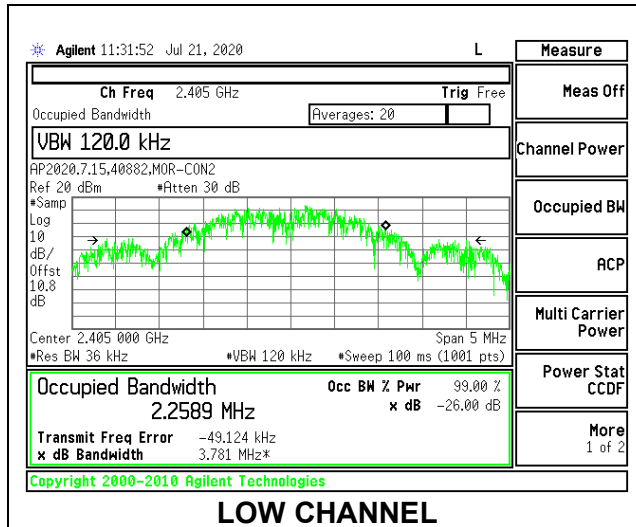 Agilent 11:31:52 Jul 21, 2020 L
Measure
Ch Freq 2.405 GHz Trig Free
Meas Off
Occupied Bandwidth Averages: 20
VBW 120.0 kHz
Channel Power
AP2020.7.15,40882,MOR-CON2
Ref 20 dBm #Atten 30 dB
#Samp
Log
10
dB/
Offst
10.8
dB
Occupied BW
ACP
Center 2.405 000 GHz Span 5 MHz
#Res BW 36 kHz #VBW 120 kHz #Sweep 100 ms (1001 pts)
Multi Carrier
Power
Occupied Bandwidth Occ BW % Pwr 99.00 %
2.2589 MHz x dB -26.00 dB
Power Stat
CCDF
Transmit Freq Error -49.124 kHz
x dB Bandwidth 3.781 MHz*
More
1 of 2
Copyright 2000-2010 Agilent Technologies
LOW CHANNEL